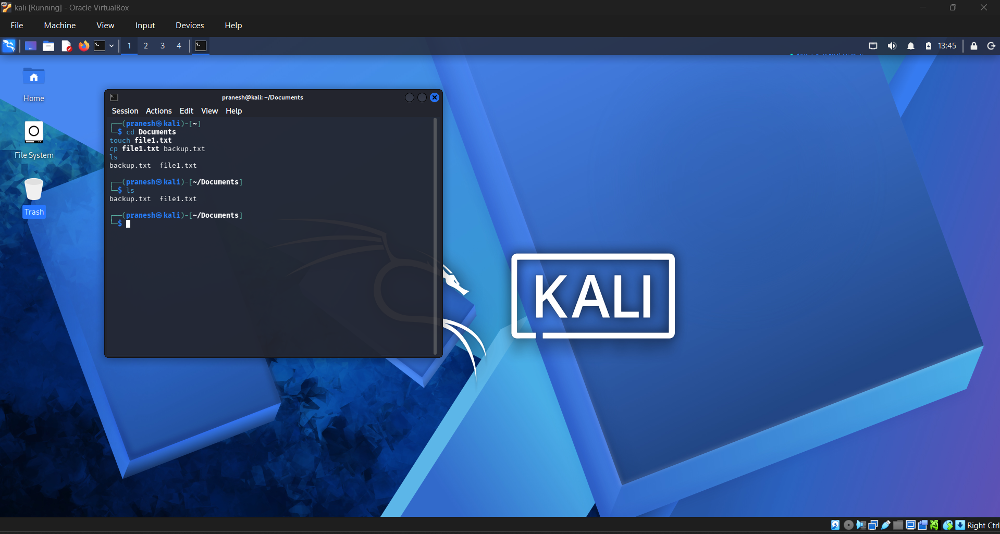 kali [Running] - Oracle VirtualBox
File Machine View Input Devices Help
1 2 3 4 13:45
Home
File System
Trash
pranesh@kali: ~/Documents
Session Actions Edit View Help
┌──(pranesh㉿kali)-[~]
└─$ cd Documents
touch file1.txt
cp file1.txt backup.txt
ls
backup.txt file1.txt
┌──(pranesh㉿kali)-[~/Documents]
└─$ ls
backup.txt file1.txt
┌──(pranesh㉿kali)-[~/Documents]
└─$
KALI
Right Ctrl